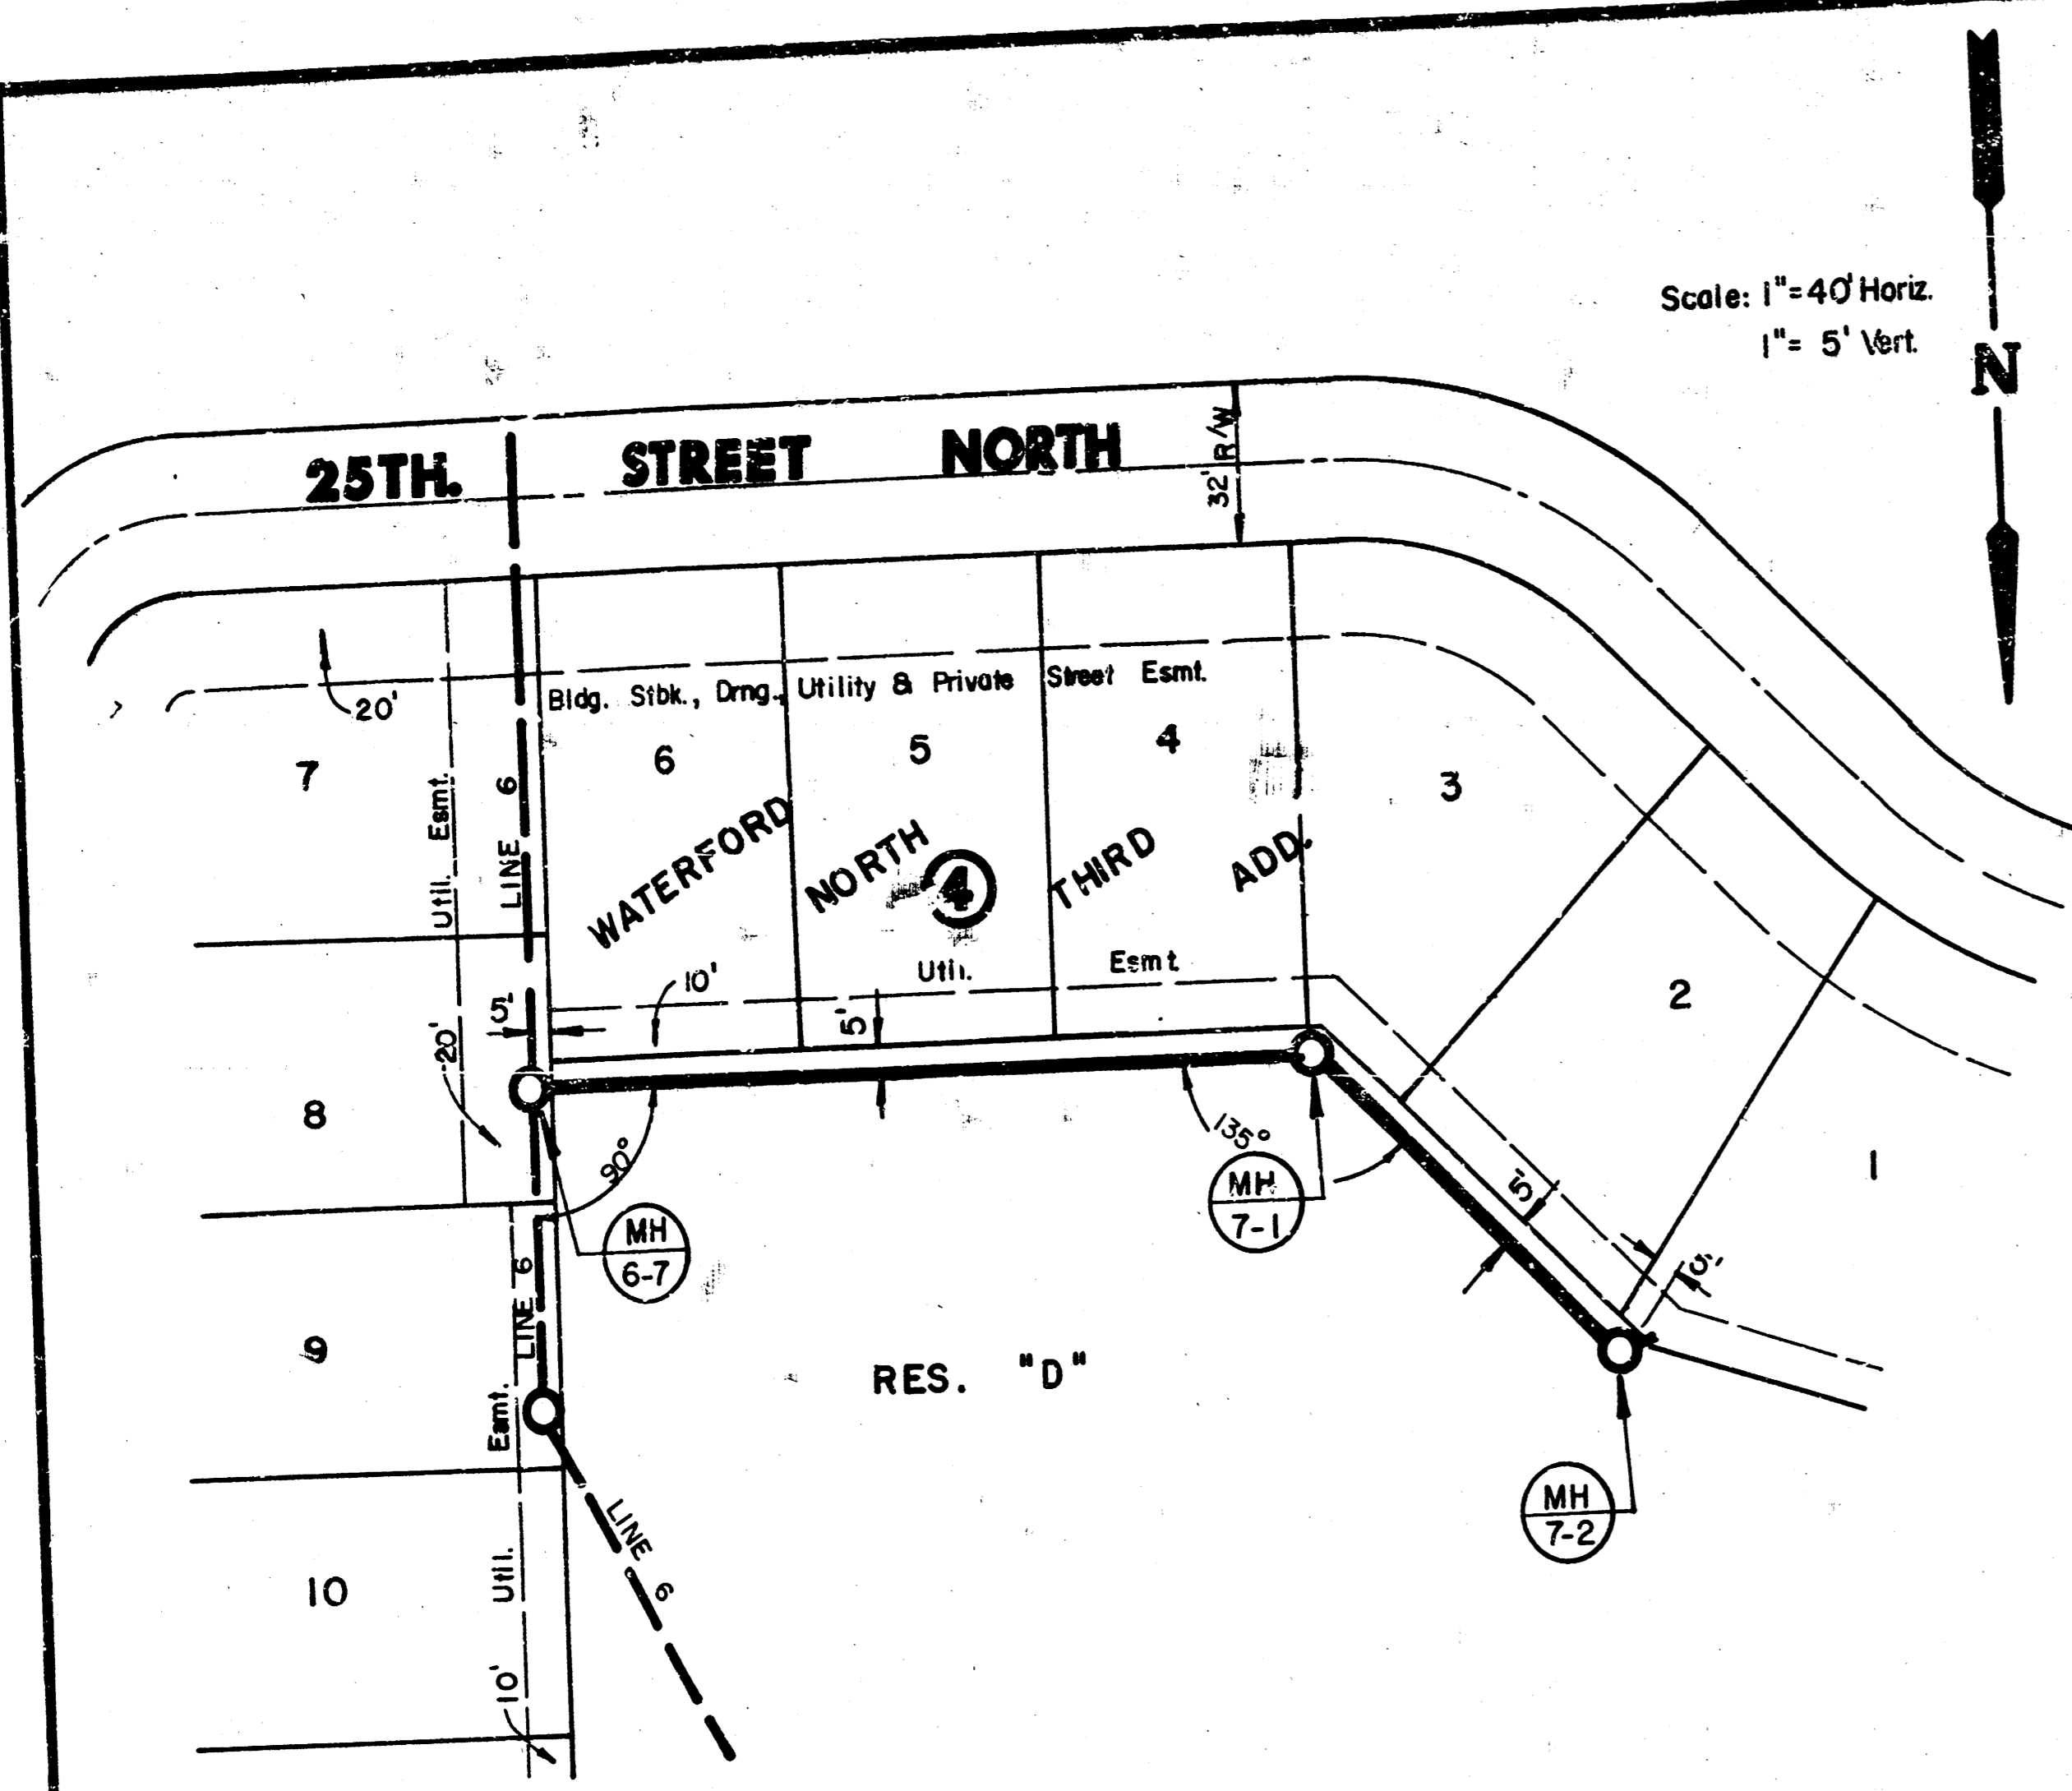 Scale: 1"=40' Horiz.
1"= 5' Vert.
N
25TH. STREET NORTH
32' R/W
20'
Bldg. Stbk., Drng., Utility & Private Street Esmt.
7
6
5
4
3
2
1
Util. Esmt.
LINE 6
WATERFORD NORTH THIRD ADD.
4
10'
Util. Esmt.
5'
5'
20'
8
90°
135°
MH
6-7
MH
7-1
5'
5'
9
LINE 6
RES. "D"
Util. Esmt.
LINE 6
MH
7-2
10
10'